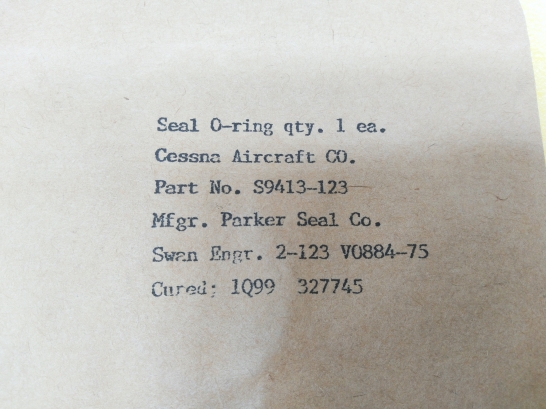 Seal O-ring qty. 1 ea.
Cessna Aircraft CO.
Part No. S9413-123
Mfgr. Parker Seal Co.
Swan Engr. 2-123 V0884-75
Cured; 1Q99 327745